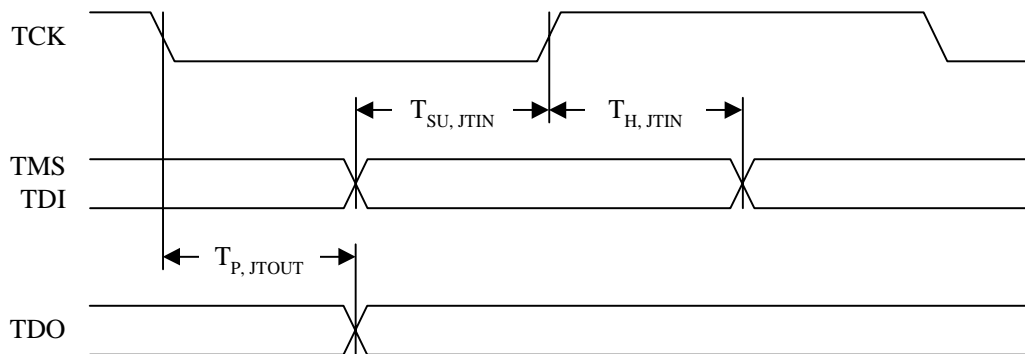 TCK
T_SU, JTIN T_H, JTIN
TMS
TDI
T_P, JTOUT
TDO